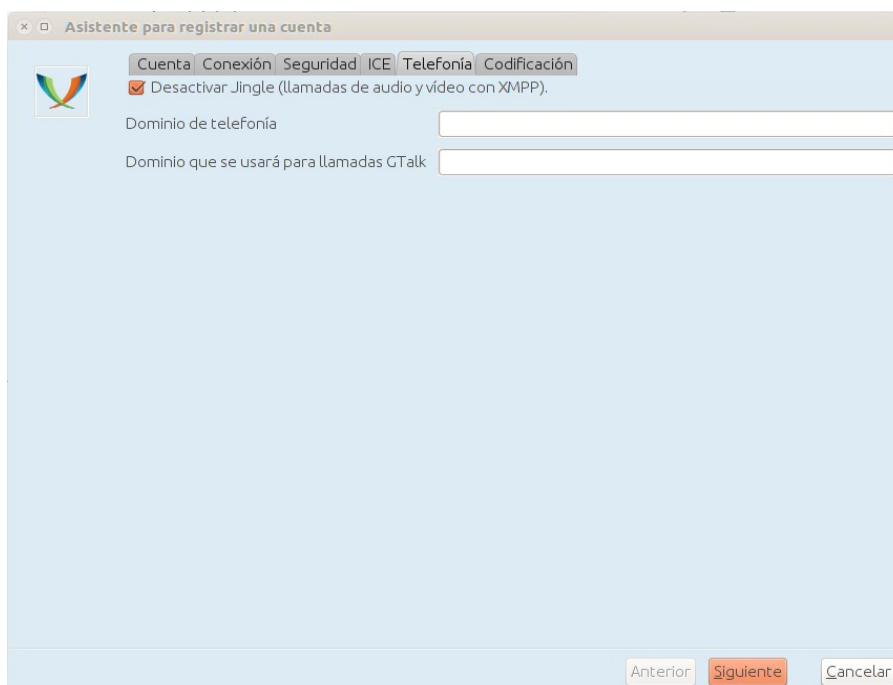 Asistente para registrar una cuenta
Cuenta Conexión Seguridad ICE Telefonía Codificación
Desactivar Jingle (llamadas de audio y vídeo con XMPP).
Dominio de telefonía
Dominio que se usará para llamadas GTalk
Anterior Siguiente Cancelar